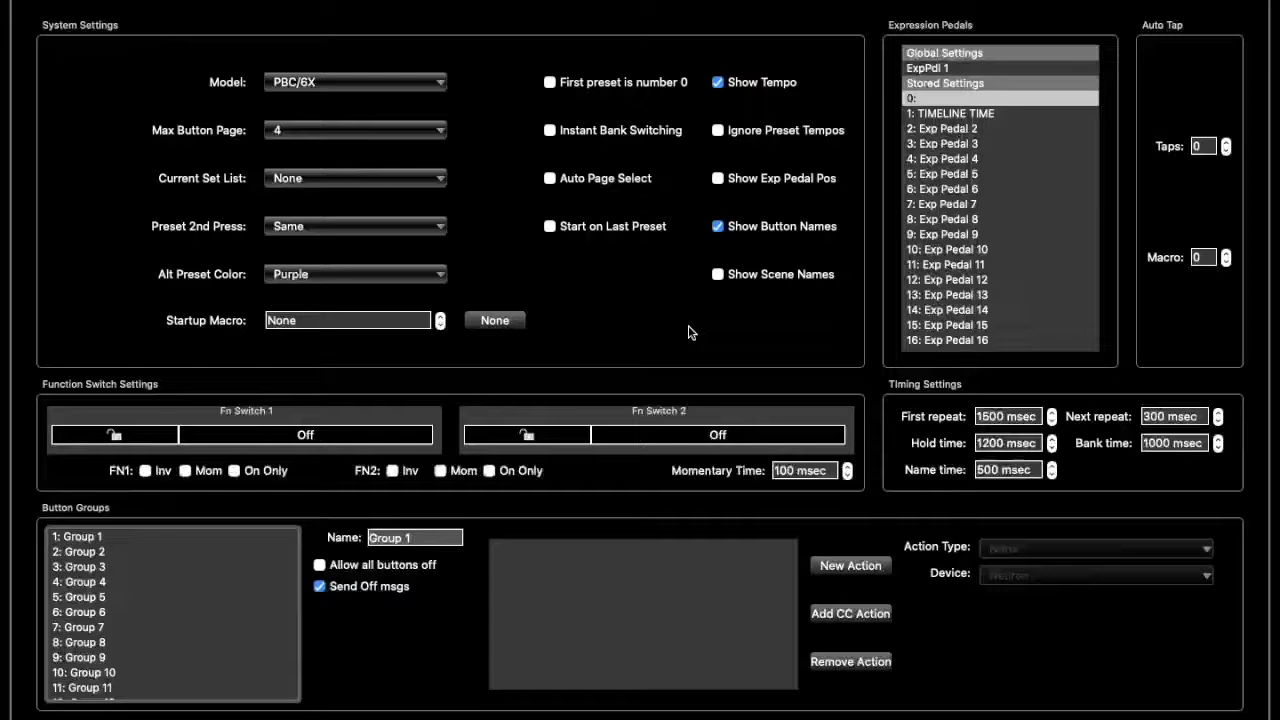 System Settings
Model: PBC/6X
Max Button Page: 4
Current Set List: None
Preset 2nd Press: Same
Alt Preset Color: Purple
Startup Macro: None None
First preset is number 0
Instant Bank Switching
Auto Page Select
Start on Last Preset
Show Tempo
Ignore Preset Tempos
Show Exp Pedal Pos
Show Button Names
Show Scene Names
Expression Pedals
Global Settings
ExpPdl 1
Stored Settings
0:
1: TIMELINE TIME
2: Exp Pedal 2
3: Exp Pedal 3
4: Exp Pedal 4
5: Exp Pedal 5
6: Exp Pedal 6
7: Exp Pedal 7
8: Exp Pedal 8
9: Exp Pedal 9
10: Exp Pedal 10
11: Exp Pedal 11
12: Exp Pedal 12
13: Exp Pedal 13
14: Exp Pedal 14
15: Exp Pedal 15
16: Exp Pedal 16
Auto Tap
Taps: 0
Macro: 0
Function Switch Settings
Fn Switch 1
Off
Fn Switch 2
Off
FN1: Inv Mom On Only
FN2: Inv Mom On Only
Momentary Time: 100 msec
Timing Settings
First repeat: 1500 msec Next repeat: 300 msec
Hold time: 1200 msec Bank time: 1000 msec
Name time: 500 msec
Button Groups
1: Group 1
2: Group 2
3: Group 3
4: Group 4
5: Group 5
6: Group 6
7: Group 7
8: Group 8
9: Group 9
10: Group 10
11: Group 11
Name: Group 1
Allow all buttons off
Send Off msgs
New Action
Add CC Action
Remove Action
Action Type:
Device: